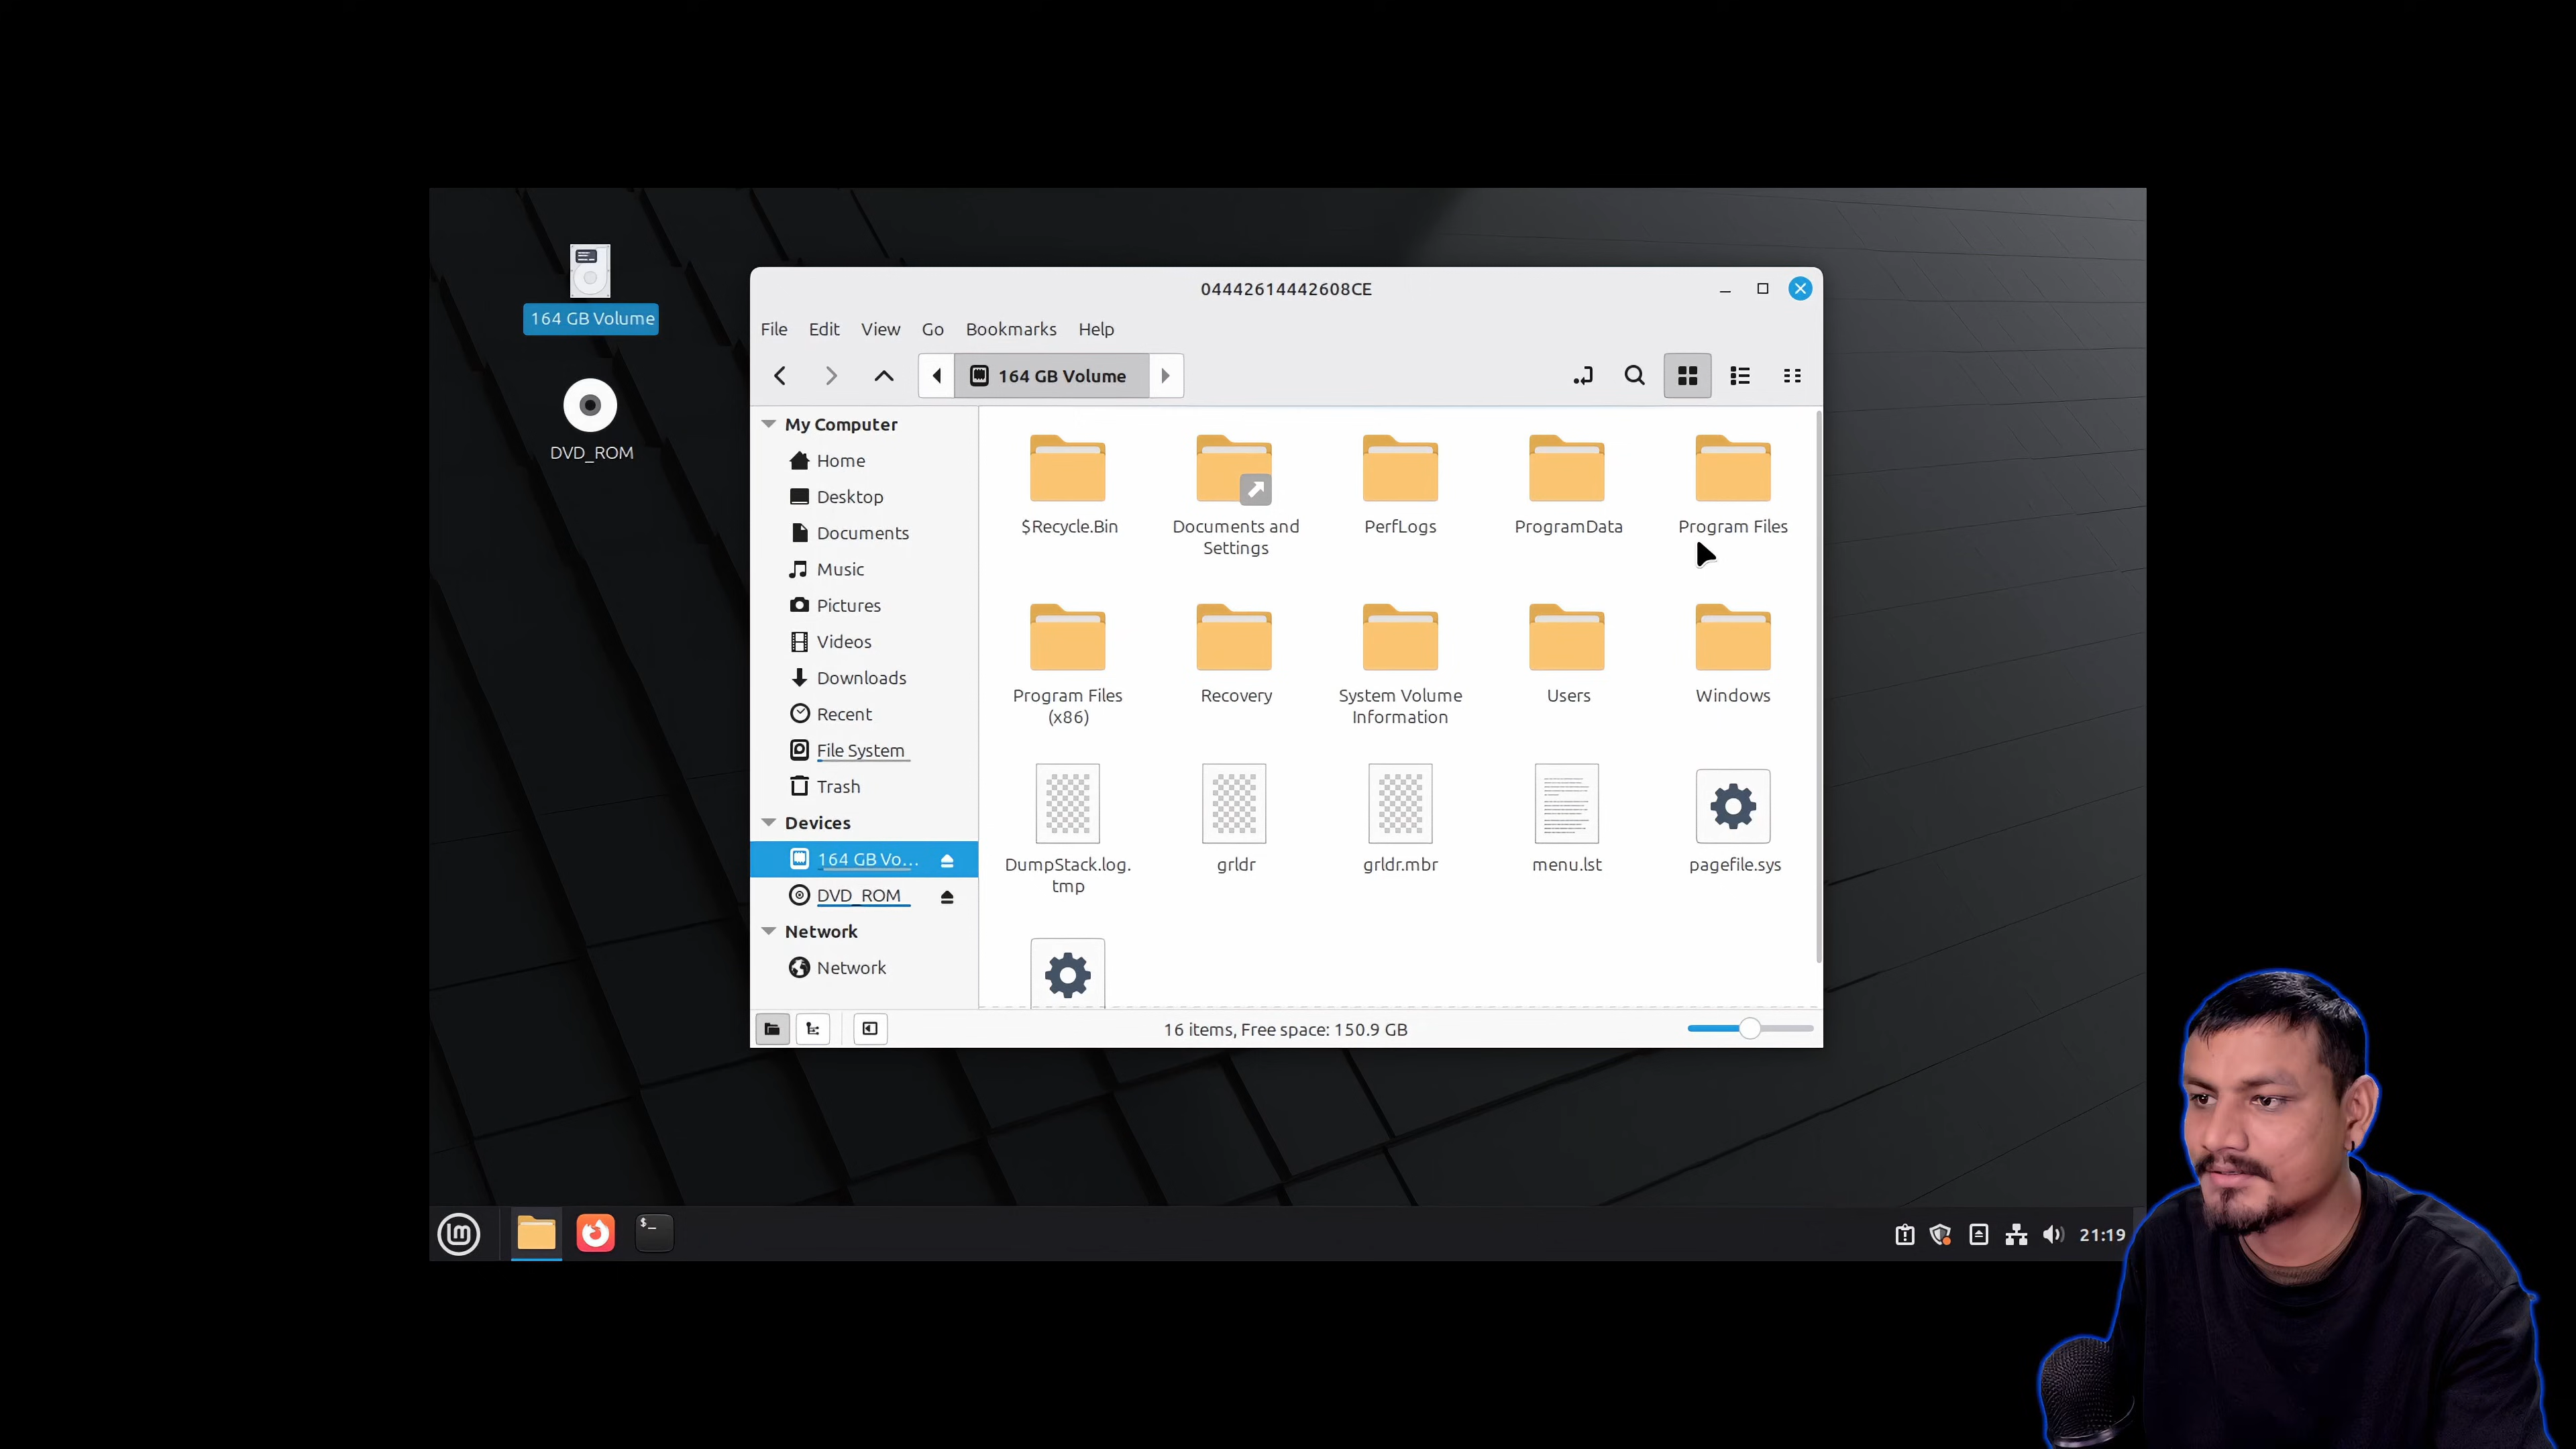 164 GB Volume
DVD_ROM
04442614442608CE
File Edit View Go Bookmarks Help
164 GB Volume
My Computer
Home
Desktop
Documents
Music
Pictures
Videos
Downloads
Recent
File System
Trash
Devices
164 GB Vo...
DVD_ROM
Network
Network
$Recycle.Bin
Documents and
Settings
PerfLogs
ProgramData
Program Files
Program Files
(x86)
Recovery
System Volume
Information
Users
Windows
DumpStack.log.
tmp
grldr
grldr.mbr
menu.lst
pagefile.sys
16 items, Free space: 150.9 GB
$_
21:19